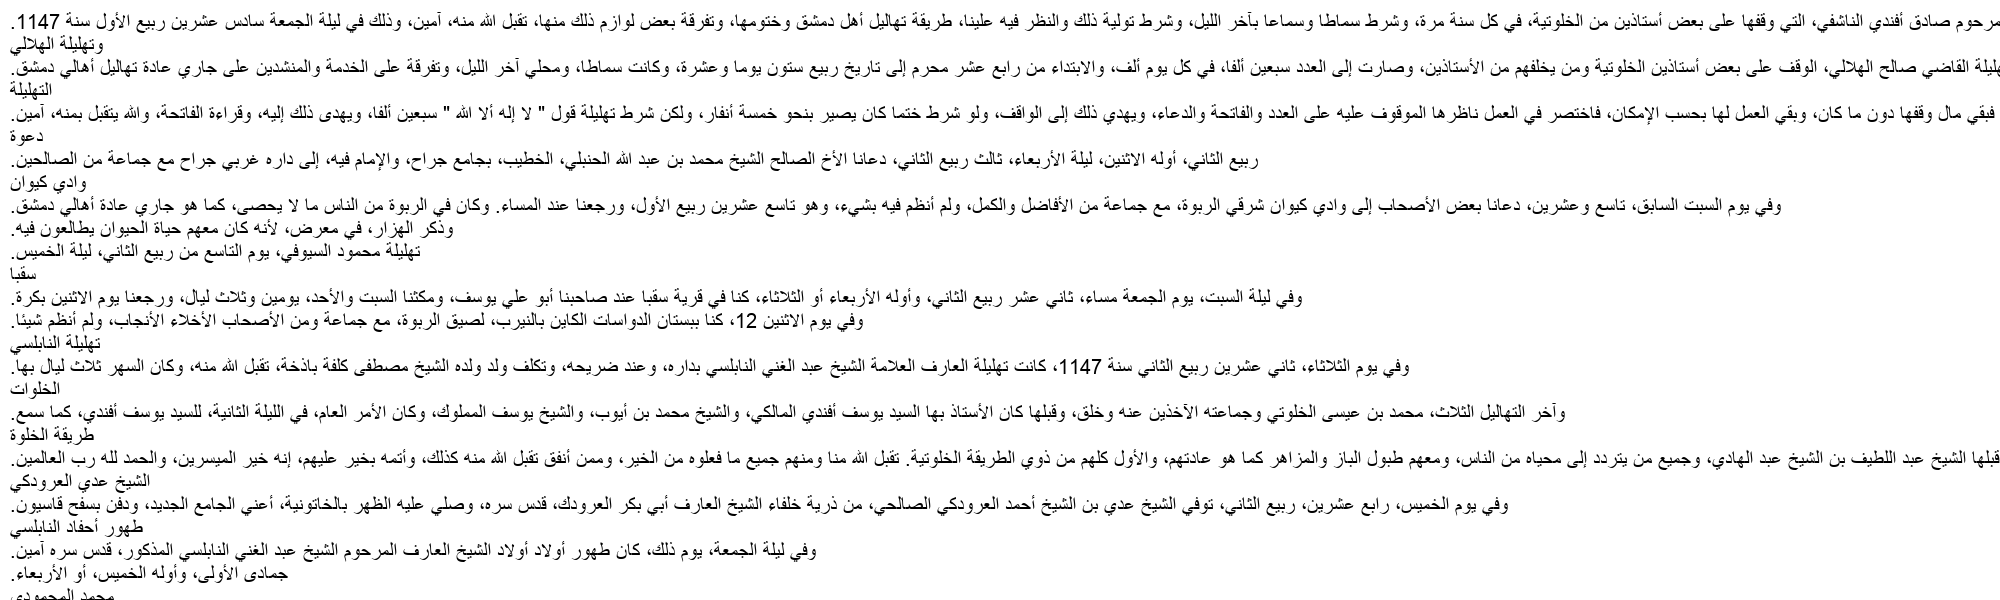 مرحوم صادق أفندي الناشفي، التي وقفها على بعض أستاذين من الخلوتية، في كل سنة مرة، وشرط سماطا وسماعا بآخر الليل، وشرط تولية ذلك والنظر فيه علينا، طريقة تهاليل أهل دمشق وختومها، وتفرقة بعض لوازم ذلك منها، تقبل الله منه، آمين، وذلك في ليلة الجمعة سادس عشرين ربيع الأول سنة 1147.
وتهليلة الهلالي
القاضي صالح الهلالي، الوقف على بعض أستاذين الخلوتية ومن يخلفهم من الأستاذين، وصارت إلى العدد سبعين ألفا، في كل يوم ألف، والابتداء من رابع عشر محرم إلى تاريخ ربيع ستون يوما وعشرة، وكانت سماطا، ومحلي آخر الليل، وتفرقة على الخدمة والمنشدين على جاري عادة تهاليل أهالي دمشق.
التهليلة
فبقي مال وقفها دون ما كان، وبقي العمل لها بحسب الإمكان، فاختصر في العمل ناظرها الموقوف عليه على العدد والفاتحة والدعاء، ويهدي ذلك إلى الواقف، ولو شرط ختما كان يصير بنحو خمسة أنفار، ولكن شرط تهليلة قول " لا إله ألا الله " سبعين ألفا، ويهدى ذلك إليه، وقراءة الفاتحة، والله يتقبل بمنه، آمين.
دعوة
ربيع الثاني، أوله الاثنين، ليلة الأربعاء، ثالث ربيع الثاني، دعانا الأخ الصالح الشيخ محمد بن عبد الله الحنبلي، الخطيب، بجامع جراح، والإمام فيه، إلى داره غربي جراح مع جماعة من الصالحين.
وادي كيوان
وفي يوم السبت السابق، تاسع وعشرين، دعانا بعض الأصحاب إلى وادي كيوان شرقي الربوة، مع جماعة من الأفاضل والكمل، ولم أنظم فيه بشيء، وهو تاسع عشرين ربيع الأول، ورجعنا عند المساء. وكان في الربوة من الناس ما لا يحصى، كما هو جاري عادة أهالي دمشق.
وذكر الهزار، في معرض، لأنه كان معهم حياة الحيوان يطالعون فيه.
تهليلة محمود السيوفي، يوم التاسع من ربيع الثاني، ليلة الخميس.
سقبا
وفي ليلة السبت، يوم الجمعة مساء، ثاني عشر ربيع الثاني، وأوله الأربعاء أو الثلاثاء، كنا في قرية سقبا عند صاحبنا أبو علي يوسف، ومكثنا السبت والأحد، يومين وثلاث ليال، ورجعنا يوم الاثنين بكرة.
وفي يوم الاثنين 12، كنا ببستان الدواسات الكاين بالنيرب، لصيق الربوة، مع جماعة ومن الأصحاب الأخلاء الأنجاب، ولم أنظم شيئا.
تهليلة النابلسي
وفي يوم الثلاثاء، ثاني عشرين ربيع الثاني سنة 1147، كانت تهليلة العارف العلامة الشيخ عبد الغني النابلسي بداره، وعند ضريحه، وتكلف ولد ولده الشيخ مصطفى كلفة باذخة، تقبل الله منه، وكان السهر ثلاث ليال بها.
الخلوات
وآخر التهاليل الثلاث، محمد بن عيسى الخلوتي وجماعته الآخذين عنه وخلق، وقبلها كان الأستاذ بها السيد يوسف أفندي المالكي، والشيخ محمد بن أيوب، والشيخ يوسف المملوك، وكان الأمر العام، في الليلة الثانية، للسيد يوسف أفندي، كما سمع.
طريقة الخلوة
قبلها الشيخ عبد اللطيف بن الشيخ عبد الهادي، وجميع من يتردد إلى محياه من الناس، ومعهم طبول الباز والمزاهر كما هو عادتهم، والأول كلهم من ذوي الطريقة الخلوتية. تقبل الله منا ومنهم جميع ما فعلوه من الخير، وممن أنفق تقبل الله منه كذلك، وأتمه بخير عليهم، إنه خير الميسرين، والحمد لله رب العالمين.
الشيخ عدي العرودكي
وفي يوم الخميس، رابع عشرين، ربيع الثاني، توفي الشيخ عدي بن الشيخ أحمد العرودكي الصالحي، من ذرية خلفاء الشيخ العارف أبي بكر العرودك، قدس سره، وصلي عليه الظهر بالخاتونية، أعني الجامع الجديد، ودفن بسفح قاسيون.
طهور أحفاد النابلسي
وفي ليلة الجمعة، يوم ذلك، كان طهور أولاد أولاد الشيخ العارف المرحوم الشيخ عبد الغني النابلسي المذكور، قدس سره آمين.
جمادى الأولى، وأوله الخميس، أو الأربعاء.
محمد المحمودي